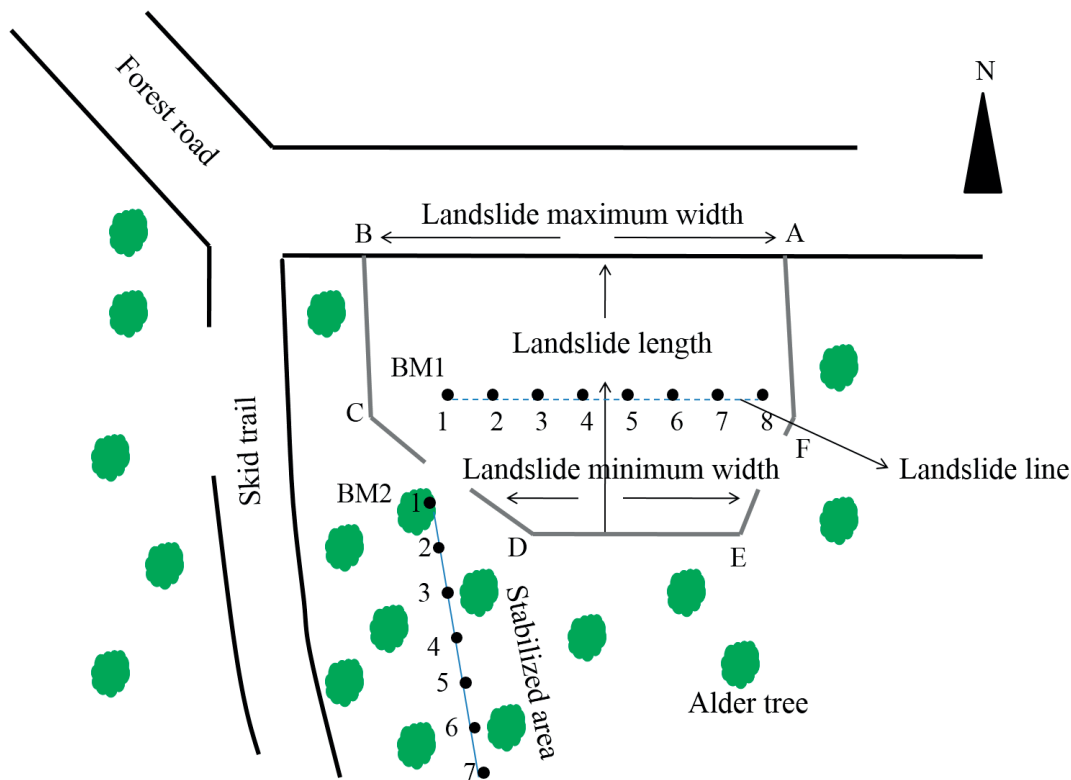 N
Forest road
Landslide maximum width
B
A
Landslide length
BM1
C
1 2 3 4 5 6 7 8
F
Skid trail
Landslide minimum width
Landslide line
BM2
1
D
E
2
3
Stabilized area
4
5
Alder tree
6
7